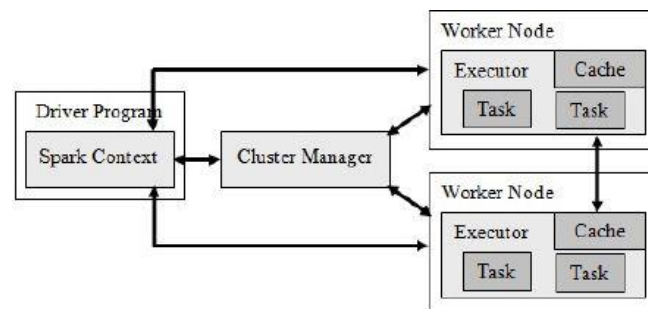 Driver Program
Spark Context
Cluster Manager
Worker Node
Executor
Cache
Task
Task
Worker Node
Executor
Cache
Task
Task